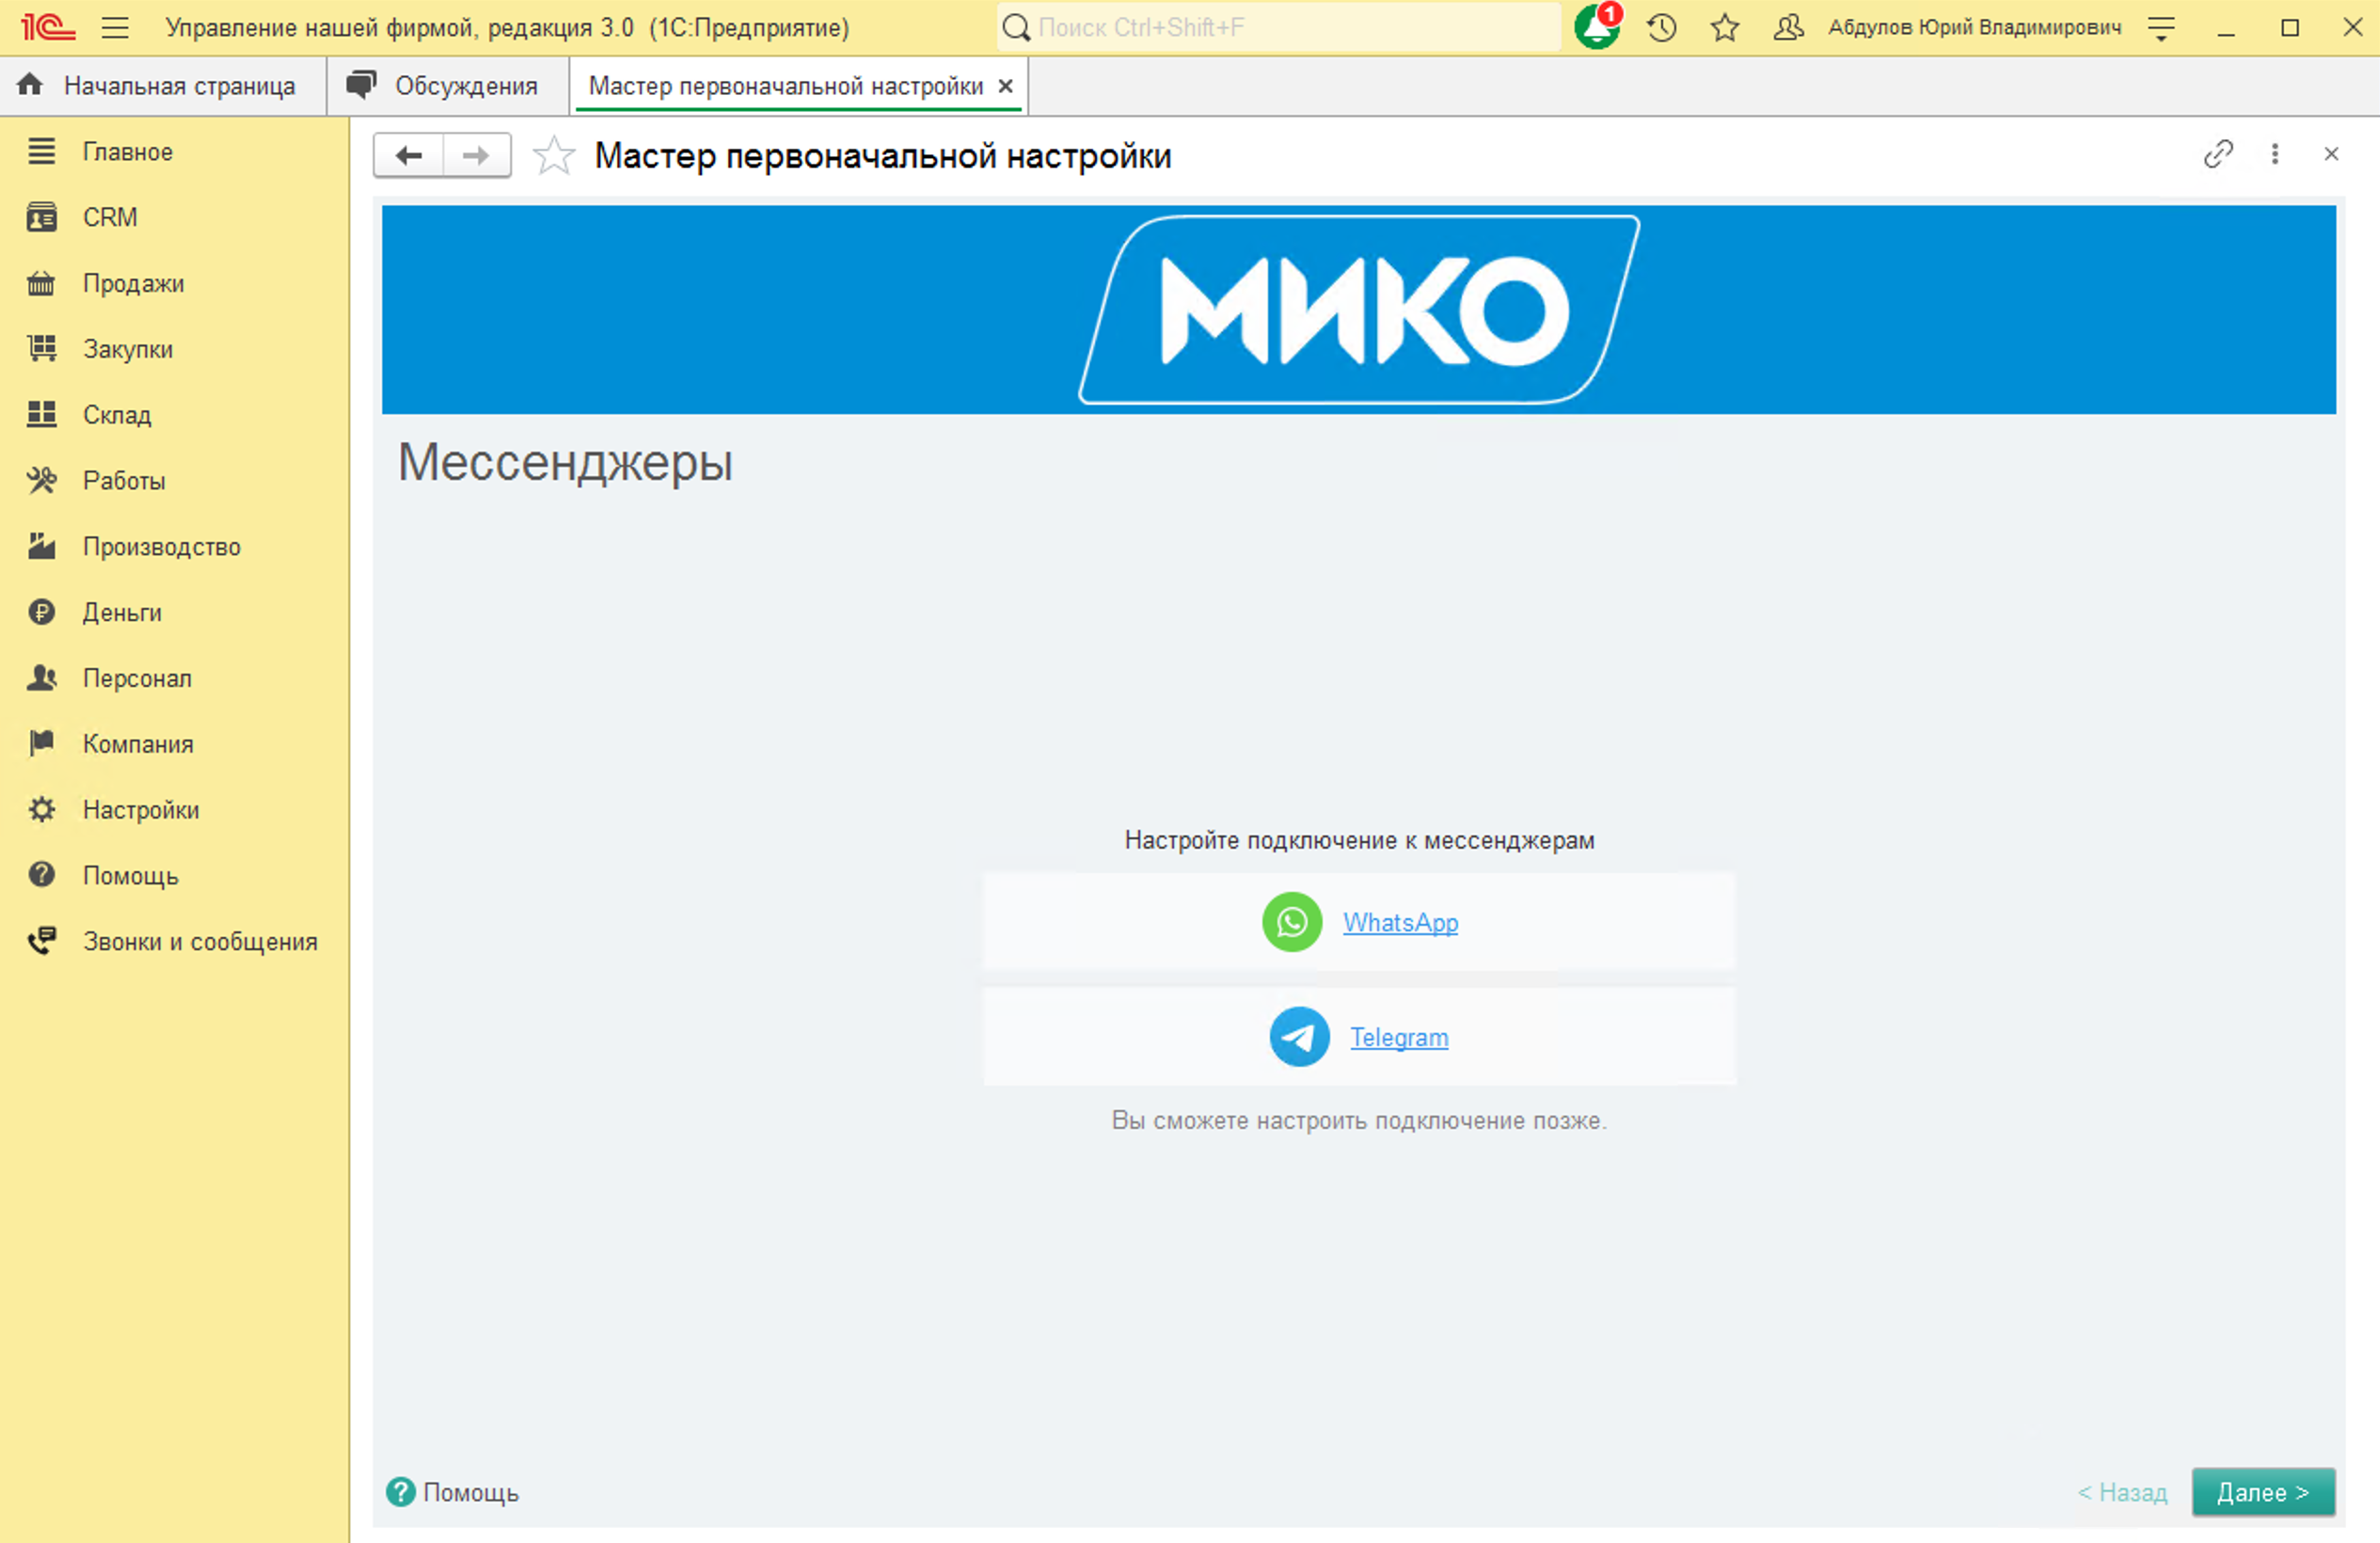 1С Управление нашей фирмой, редакция 3.0 (1С:Предприятие) Поиск Ctrl+Shift+F 1 Абдулов Юрий Владимирович
Начальная страница Обсуждения Мастер первоначальной настройки
Главное
CRM
Продажи
Закупки
Склад
Работы
Производство
Деньги
Персонал
Компания
Настройки
Помощь
Звонки и сообщения
Мастер первоначальной настройки
МИКО
Мессенджеры
Настройте подключение к мессенджерам
WhatsApp
Telegram
Вы сможете настроить подключение позже.
? Помощь
< Назад Далее >